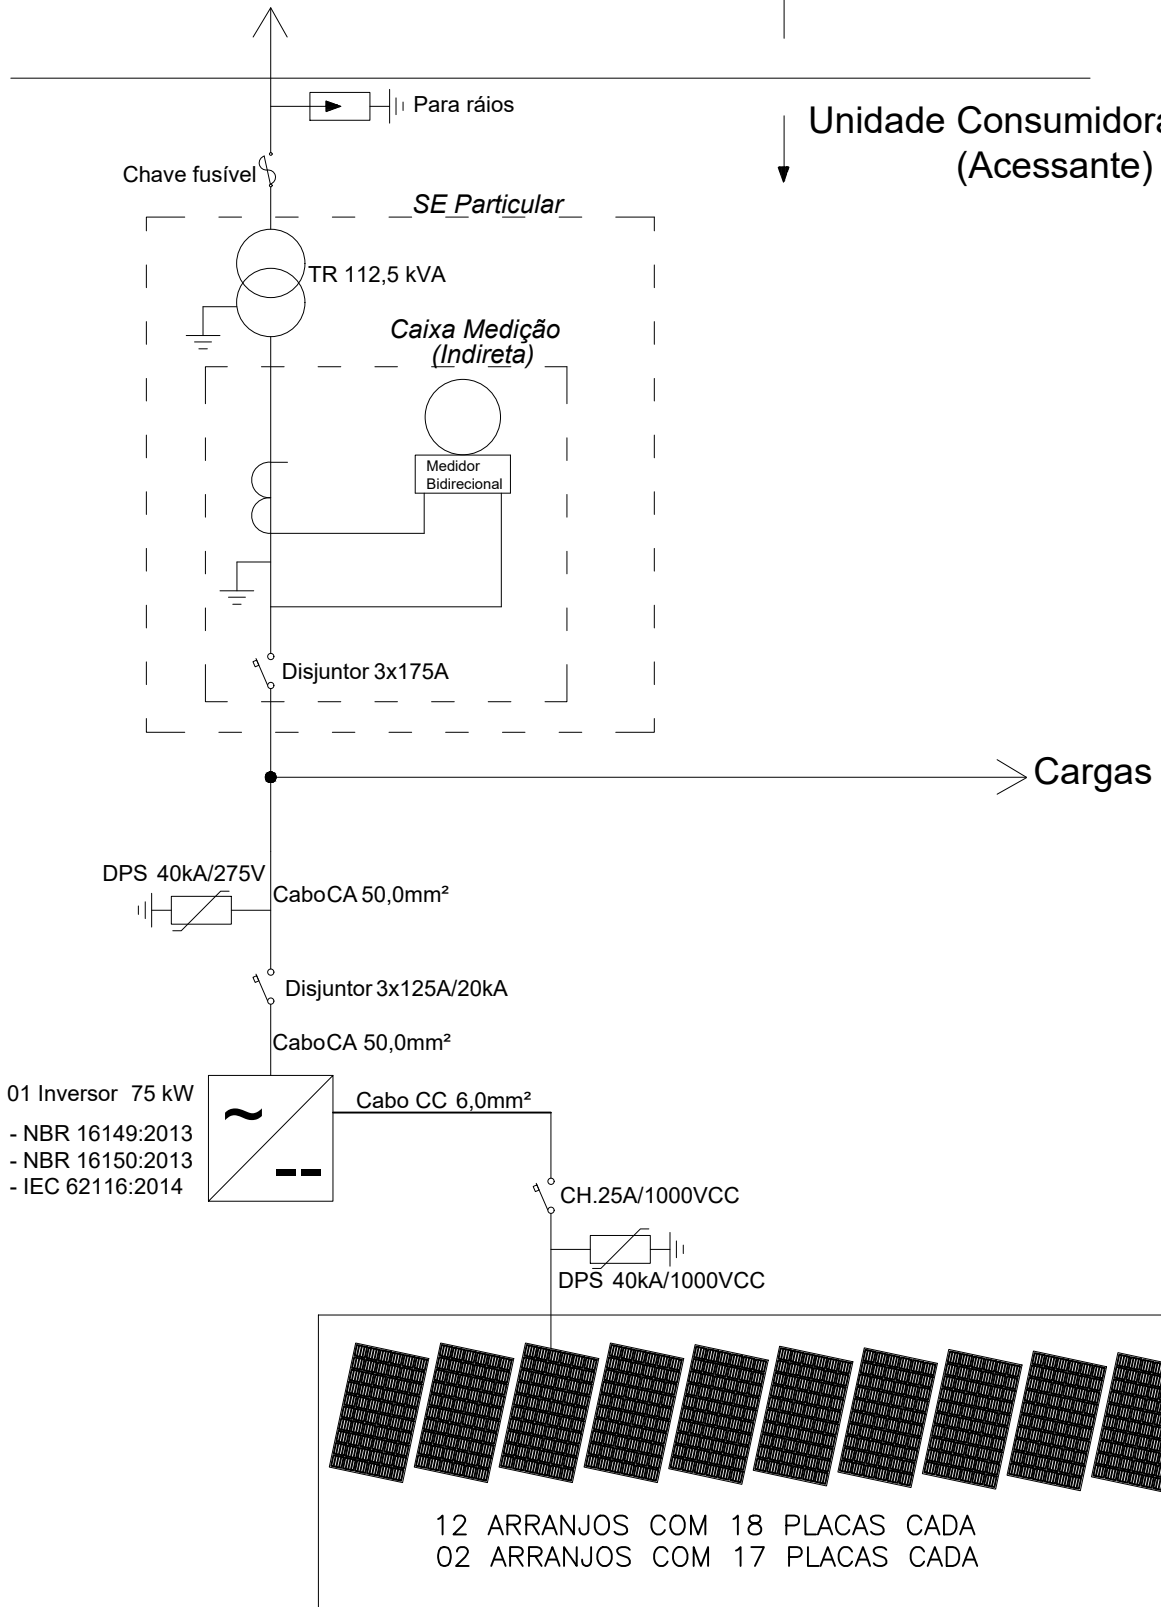 Para ráios
Unidade Consumidora
(Acessante)
Chave fusível
SE Particular
TR 112,5 kVA
Caixa Medição
(Indireta)
Medidor
Bidirecional
Disjuntor 3x175A
Cargas
DPS 40kA/275V
CaboCA 50,0mm²
Disjuntor 3x125A/20kA
CaboCA 50,0mm²
01 Inversor 75 kW
- NBR 16149:2013
- NBR 16150:2013
- IEC 62116:2014
Cabo CC 6,0mm²
CH.25A/1000VCC
DPS 40kA/1000VCC
12 ARRANJOS COM 18 PLACAS CADA
02 ARRANJOS COM 17 PLACAS CADA